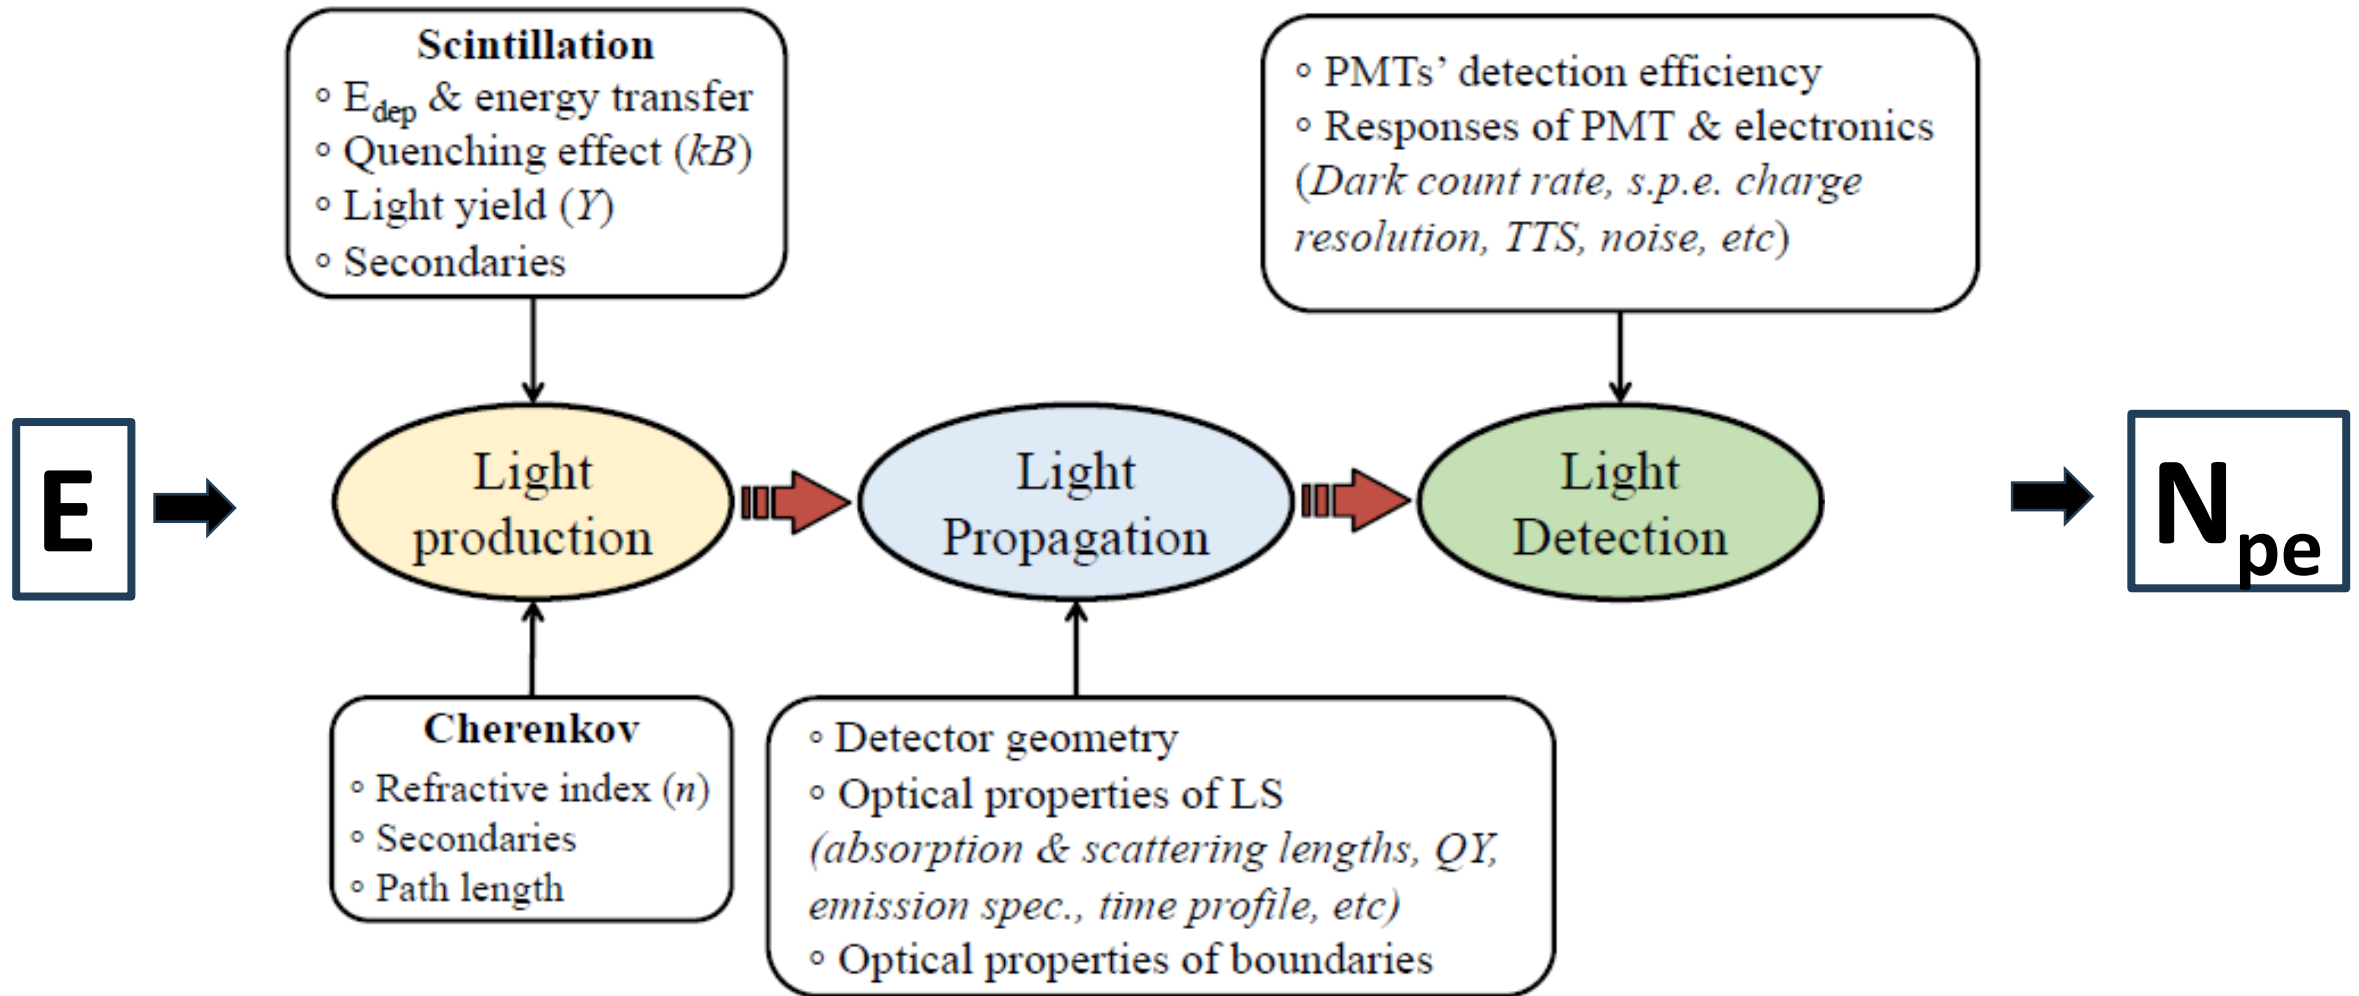 Scintillation
◦ E_dep & energy transfer
◦ Quenching effect (kB)
◦ Light yield (Y)
◦ Secondaries
◦ PMTs’ detection efficiency
◦ Responses of PMT & electronics
(Dark count rate, s.p.e. charge
resolution, TTS, noise, etc)
E
Light
production
Light
Propagation
Light
Detection
N_pe
Cherenkov
◦ Refractive index (n)
◦ Secondaries
◦ Path length
◦ Detector geometry
◦ Optical properties of LS
(absorption & scattering lengths, QY,
emission spec., time profile, etc)
◦ Optical properties of boundaries